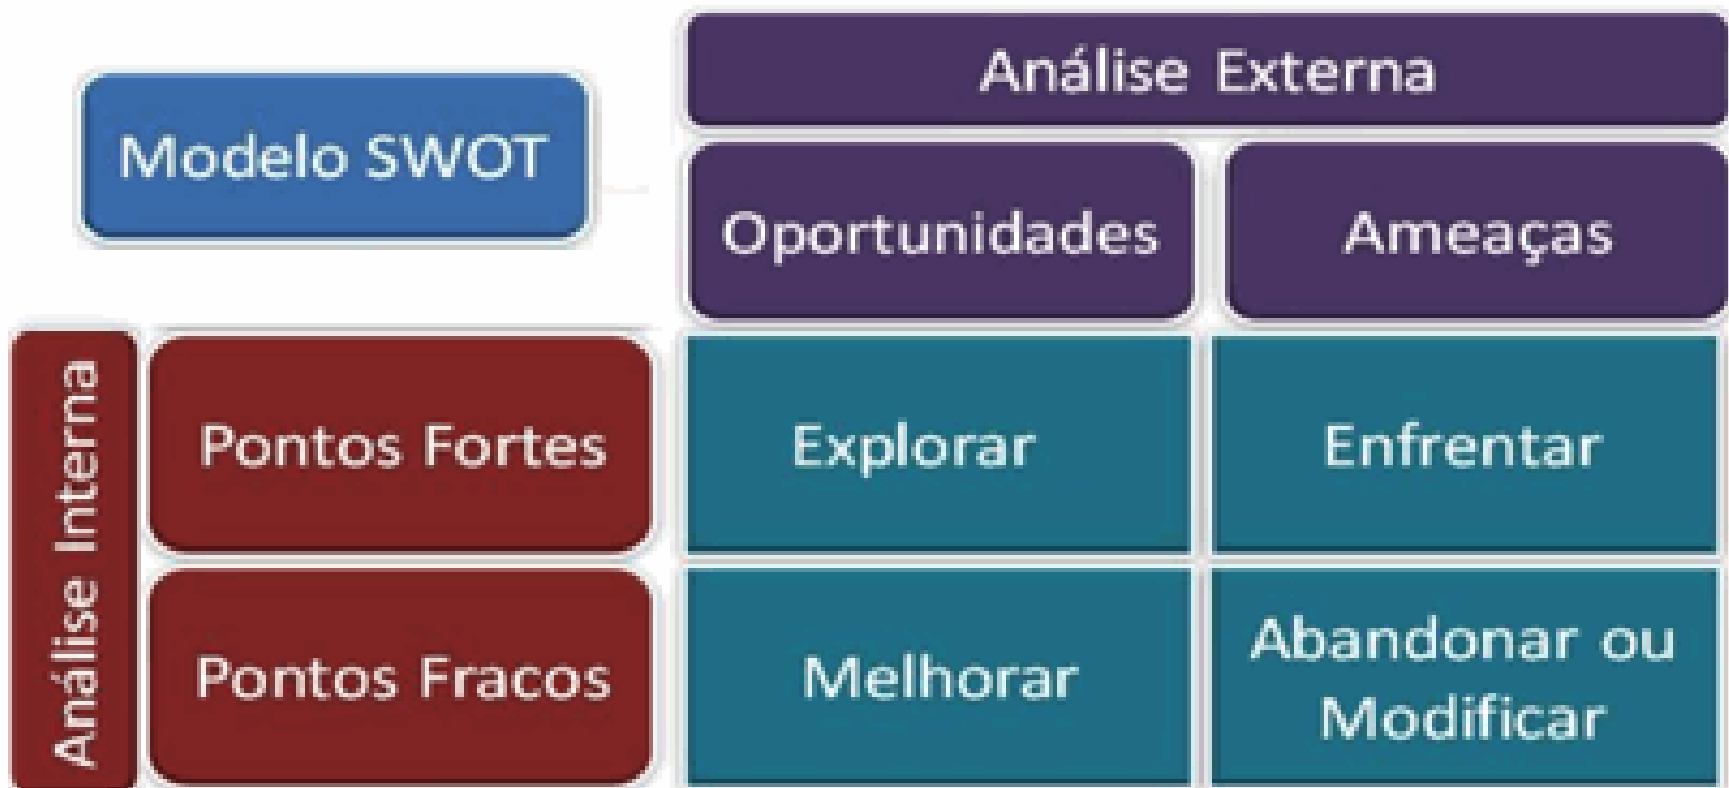 Análise Externa
Modelo SWOT
Oportunidades
Ameaças
Análise Interna
Pontos Fortes
Explorar
Enfrentar
Pontos Fracos
Melhorar
Abandonar ou
Modificar